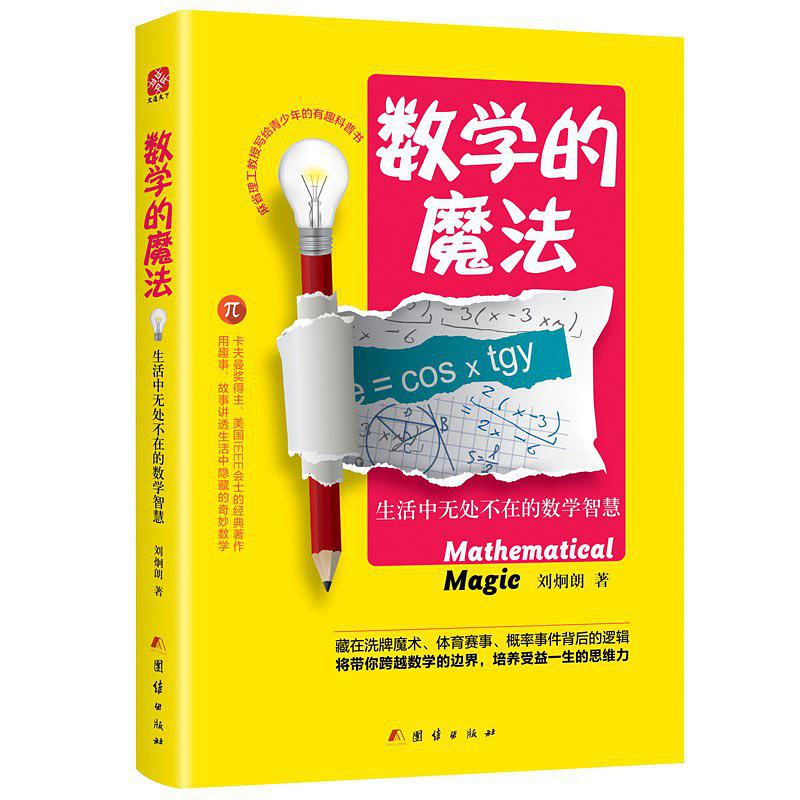 文通天下
数学的魔法
生活中无处不在的数学智慧
刘炯朗 著
团结出版社
麻省理工教授写给青少年的有趣科普书
数学的
魔法
π
卡夫曼奖得主、美国IEEE会士的经典著作
用趣事、故事讲透生活中隐藏的奇妙数学
= cos x tgy
生活中无处不在的数学智慧
Mathematical
Magic 刘炯朗 著
藏在洗牌魔术、体育赛事、概率事件背后的逻辑
将带你跨越数学的边界，培养受益一生的思维力
团结出版社